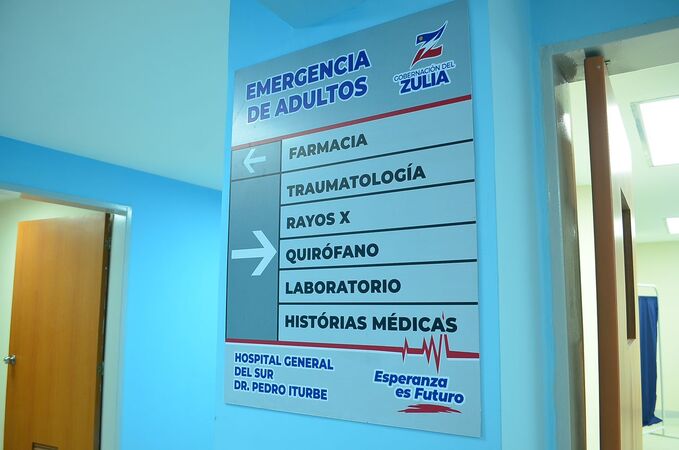 EMERGENCIA
DE ADULTOS
GOBERNACIÓN DEL
ZULIA
FARMACIA
TRAUMATOLOGÍA
RAYOS X
QUIRÓFANO
LABORATORIO
HISTÓRIAS MÉDICAS
HOSPITAL GENERAL
DEL SUR
DR. PEDRO ITURBE
Esperanza
es Futuro